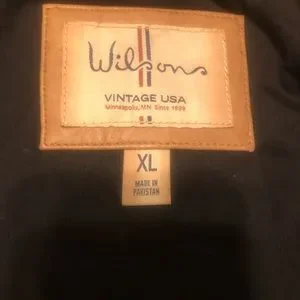 Wilsons
VINTAGE USA
Minneapolis, MN. Since 1899
XL
MADE IN
PAKISTAN